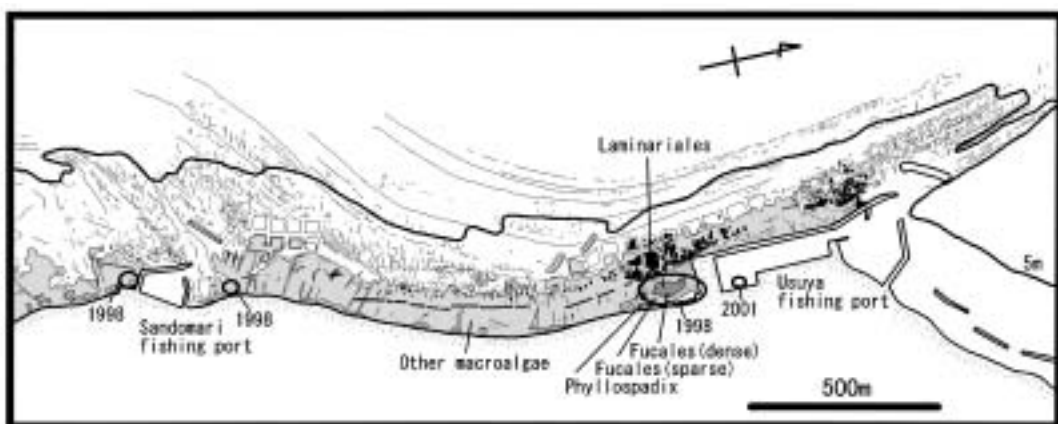 Laminariales
5m
1998
Sandomari
fishing port
1998
Other macroalgae
1998
2001
Usuya
fishing port
Fucales(dense)
Fucales(sparse)
Phyllospadix
500m